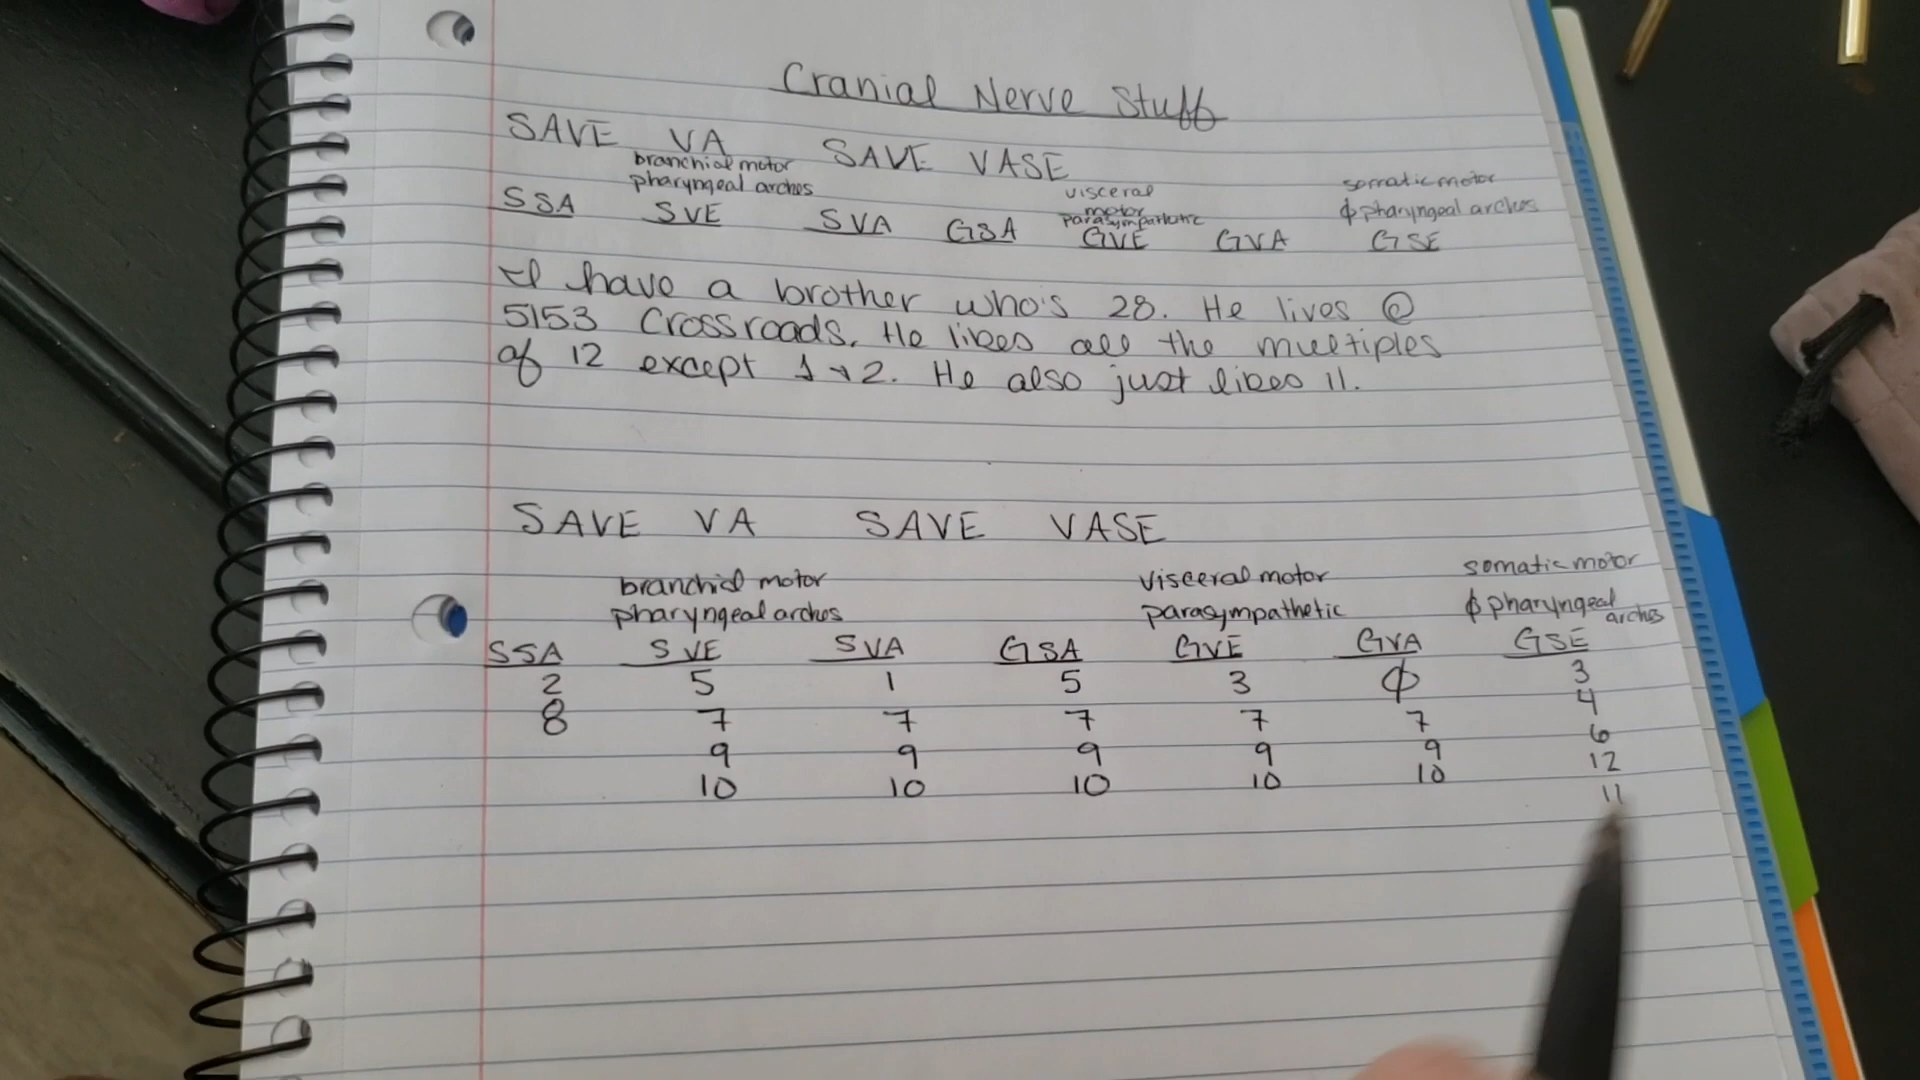 Cranial Nerve Stuff
SAVE VA SAVE VASE
branchial motor visceral somatic motor
pharyngeal arches motor ϕ pharyngeal arches
parasympathetic
SSA SVE SVA GSA GVE GVA GSE
I have a brother who's 28. He lives @
5153 Crossroads. He likes all the multiples
of 12 except 1+2. He also just likes 11.
SAVE VA SAVE VASE
branchial motor visceral motor somatic motor
pharyngeal arches parasympathetic ϕ pharyngeal arches
SSA SVE SVA GSA GVE GVA GSE
2 5 1 5 3 ϕ 3
4
8 7 7 7 7 7 6
9 9 9 9 9 12
10 10 10 10 10 11